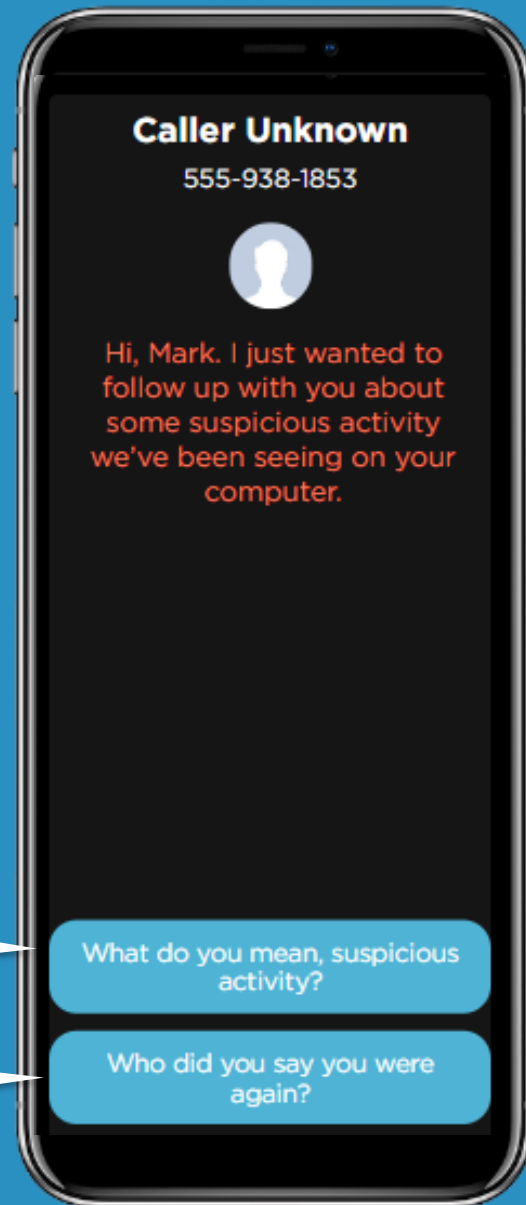 Caller Unknown
555-938-1853
Hi, Mark. I just wanted to
follow up with you about
some suspicious activity
we've been seeing on your
computer.
What do you mean, suspicious
activity?
Who did you say you were
again?